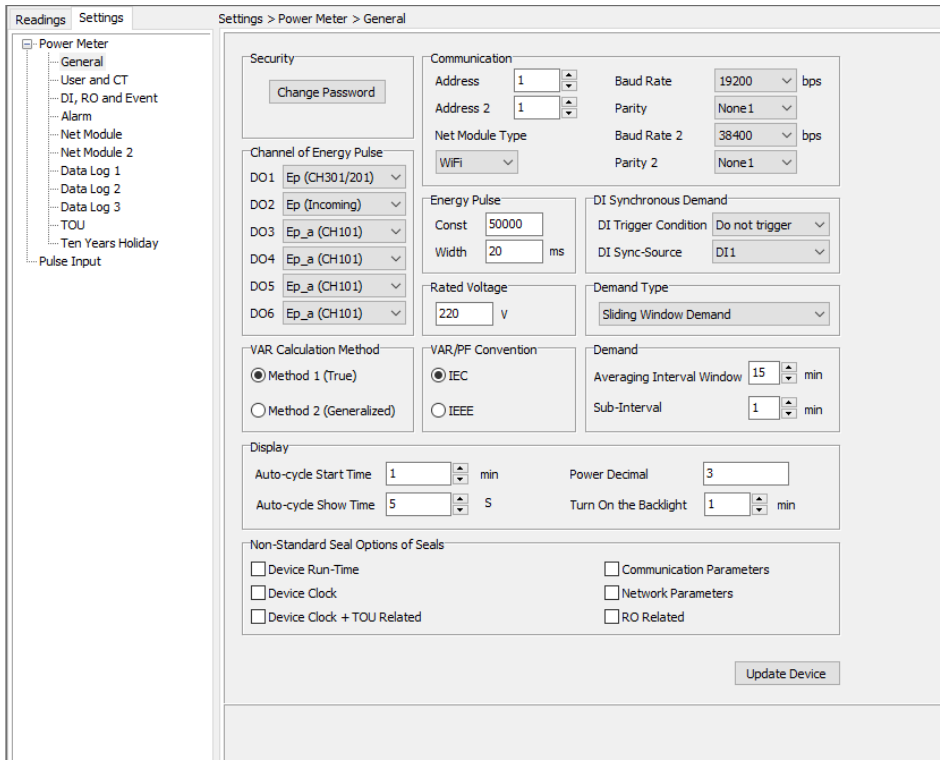 Readings Settings
Settings > Power Meter > General
Power Meter
General
User and CT
DI, RO and Event
Alarm
Net Module
Net Module 2
Data Log 1
Data Log 2
Data Log 3
TOU
Ten Years Holiday
Pulse Input
Security
Change Password
Communication
Address 1 Baud Rate 19200 bps
Address 2 1 Parity None1
Net Module Type Baud Rate 2 38400 bps
WiFi Parity 2 None1
Channel of Energy Pulse
DO1 Ep (CH301/201)
DO2 Ep (Incoming)
DO3 Ep_a (CH101)
DO4 Ep_a (CH101)
DO5 Ep_a (CH101)
DO6 Ep_a (CH101)
Energy Pulse
Const 50000
Width 20 ms
DI Synchronous Demand
DI Trigger Condition Do not trigger
DI Sync-Source DI1
Rated Voltage
220 V
Demand Type
Sliding Window Demand
VAR Calculation Method
Method 1 (True)
Method 2 (Generalized)
VAR/PF Convention
IEC
IEEE
Demand
Averaging Interval Window 15 min
Sub-Interval 1 min
Display
Auto-cycle Start Time 1 min Power Decimal 3
Auto-cycle Show Time 5 S Turn On the Backlight 1 min
Non-Standard Seal Options of Seals
Device Run-Time Communication Parameters
Device Clock Network Parameters
Device Clock + TOU Related RO Related
Update Device